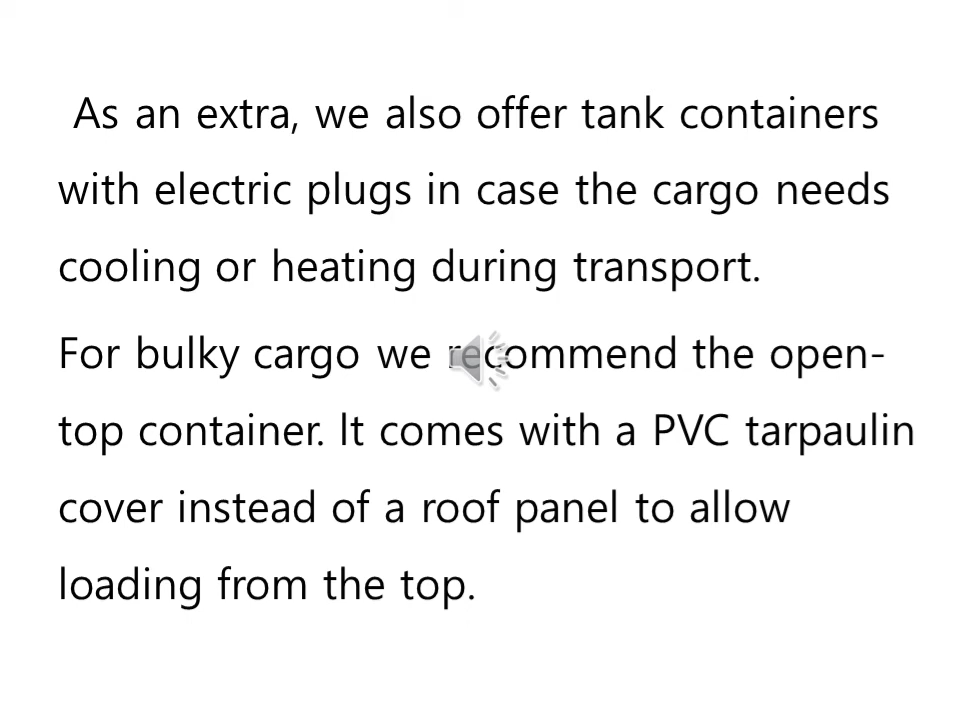 As an extra, we also offer tank containers
with electric plugs in case the cargo needs
cooling or heating during transport.
For bulky cargo we recommend the open-
top container. lt comes with a PVC tarpaulin
cover instead of a roof panel to allow
loading from the top.